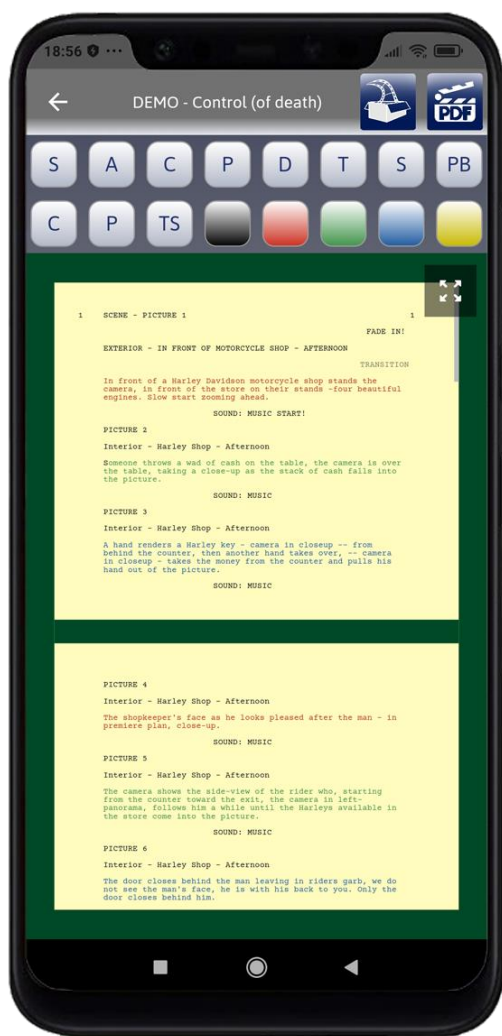 18:56
DEMO - Control (of death)
PDF
S A C P D T S PB
C P TS
1 SCENE - PICTURE 1 1
FADE IN!
EXTERIOR - IN FRONT OF MOTORCYCLE SHOP - AFTERNOON
TRANSITION
In front of a Harley Davidson motorcycle shop stands the
camera, in front of the store on their stands -four beautiful
engines. Slow start zooming ahead.
SOUND: MUSIC START!
PICTURE 2
Interior - Harley Shop - Afternoon
Someone throws a wad of cash on the table, the camera is over
the table, taking a close-up as the stack of cash falls into
the picture.
SOUND: MUSIC
PICTURE 3
Interior - Harley Shop - Afternoon
A hand renders a Harley key - camera in closeup -- from
behind the counter, then another hand takes over, -- camera
in closeup - takes the money from the counter and pulls his
hand out of the picture.
SOUND: MUSIC
PICTURE 4
Interior - Harley Shop - Afternoon
The shopkeeper's face as he looks pleased after the man - in
premiere plan, close-up.
SOUND: MUSIC
PICTURE 5
Interior - Harley Shop - Afternoon
The camera shows the side-view of the rider who, starting
from the counter toward the exit, the camera in left-
panorama, follows him a while until the Harleys available in
the store come into the picture.
SOUND: MUSIC
PICTURE 6
Interior - Harley Shop - Afternoon
The door closes behind the man leaving in riders garb, we do
not see the man's face, he is with his back to you. Only the
door closes behind him.